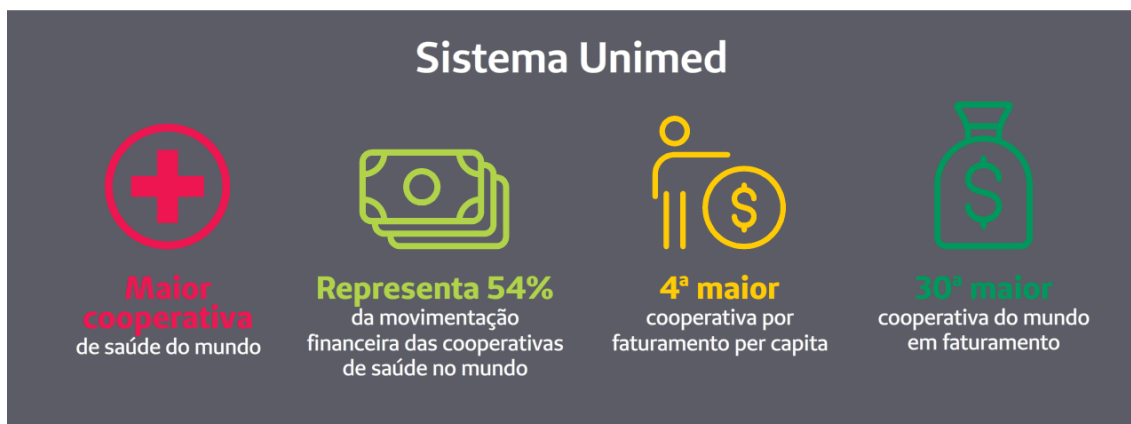 Sistema Unimed
Maior
cooperativa
de saúde do mundo
Representa 54%
da movimentação
financeira das cooperativas
de saúde no mundo
4ª maior
cooperativa por
faturamento per capita
30ª maior
cooperativa do mundo
em faturamento